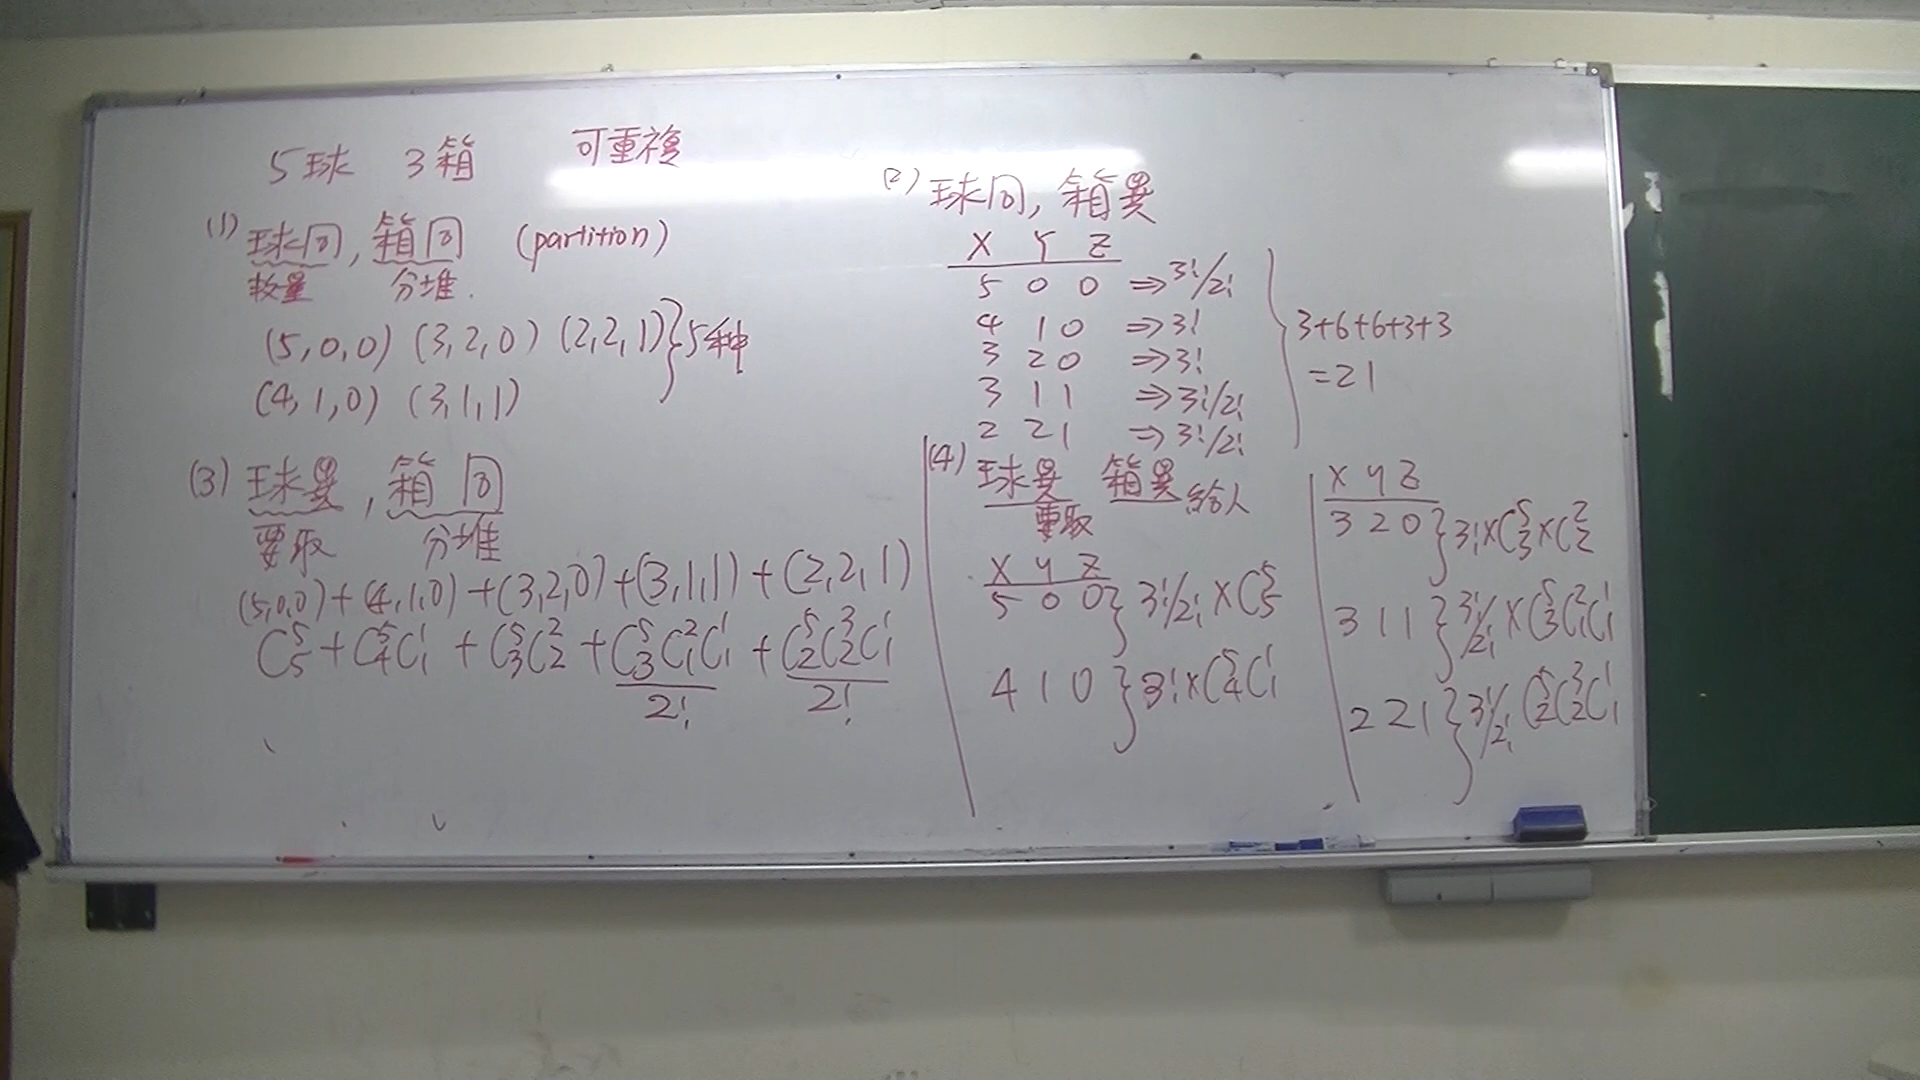 5球 3箱 可重複
(1) 球同, 箱同 (partition)
數量 分堆.
(5,0,0) (3,2,0) (2,2,1) }5种
(4,1,0) (3,1,1)
(2) 球同, 箱異
X Y Z
5 0 0 ⇒ 3!/2!
4 1 0 ⇒ 3!
3 2 0 ⇒ 3!
3 1 1 ⇒ 3!/2!
2 2 1 ⇒ 3!/2!
3+6+6+3+3
=21
(3) 球異, 箱同
要取 分堆
(5,0,0)+(4,1,0)+(3,2,0)+(3,1,1)+(2,2,1)
C⁵₅ + C⁵₄C¹₁ + C⁵₃C²₂ + C⁵₃C²₁C¹₁/2! + C⁵₂C³₂C¹₁/2!
(4) 球異 箱異 給人
要取
X Y Z
5 0 0 } 3!/2! × C⁵₅
4 1 0 } 3! × C⁵₄C¹₁
X Y Z
3 2 0 } 3! × C⁵₃ × C²₂
3 1 1 } 3!/2! × C⁵₃C²₁C¹₁
2 2 1 } 3!/2! C⁵₂C³₂C¹₁